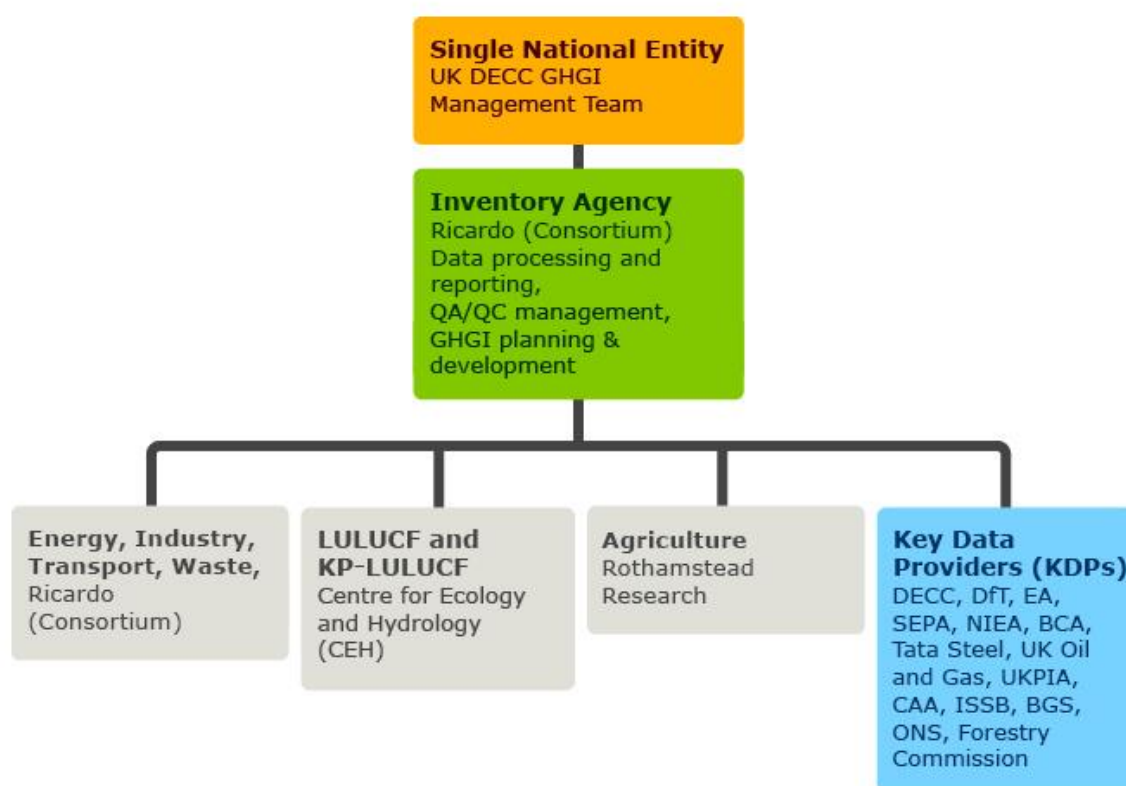 Single National Entity
UK DECC GHGI
Management Team
Inventory Agency
Ricardo (Consortium)
Data processing and
reporting,
QA/QC management,
GHGI planning &
development
Energy, Industry,
Transport, Waste,
Ricardo
(Consortium)
LULUCF and
KP-LULUCF
Centre for Ecology
and Hydrology
(CEH)
Agriculture
Rothamstead
Research
Key Data
Providers (KDPs)
DECC, DfT, EA,
SEPA, NIEA, BCA,
Tata Steel, UK Oil
and Gas, UKPIA,
CAA, ISSB, BGS,
ONS, Forestry
Commission